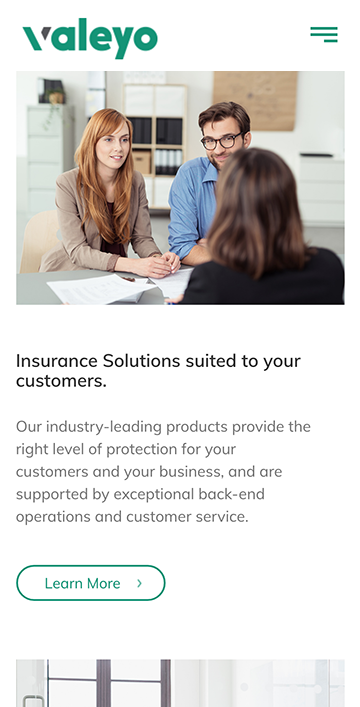 valeyo
Insurance Solutions suited to your
customers.
Our industry-leading products provide the
right level of protection for your
customers and your business, and are
supported by exceptional back-end
operations and customer service.
Learn More